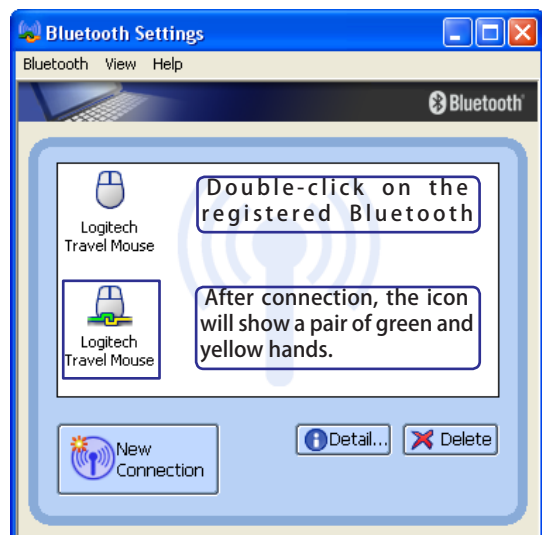 Bluetooth Settings
Bluetooth View Help
Bluetooth
Logitech
Travel Mouse
Double-click on the
registered Bluetooth
Logitech
Travel Mouse
After connection, the icon
will show a pair of green and
yellow hands.
New
Connection
Detail...
Delete